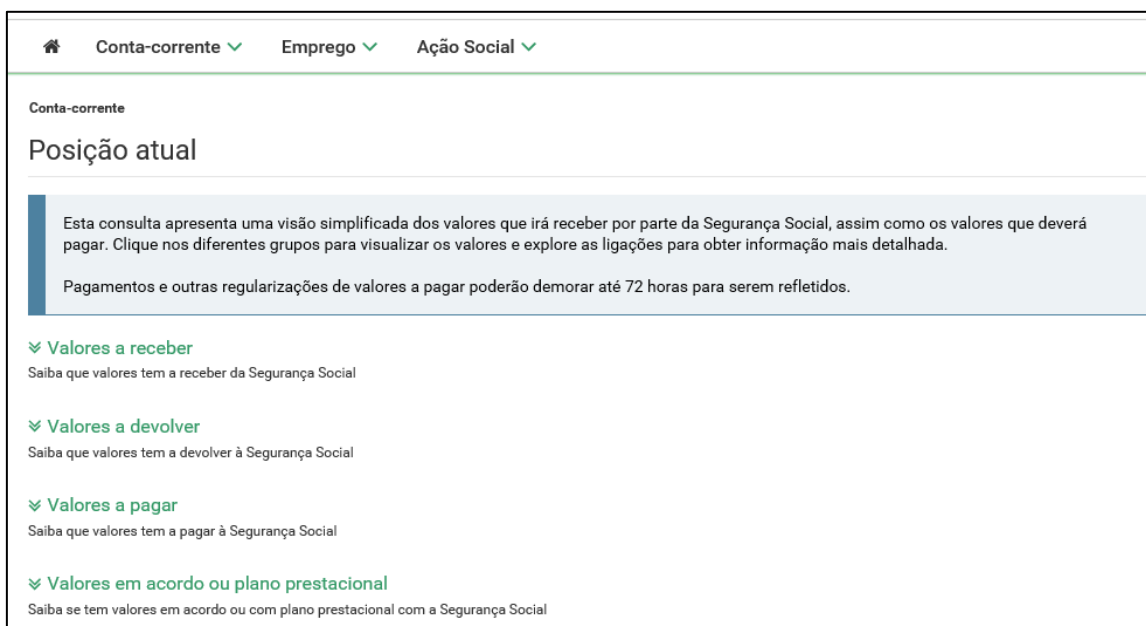 Conta-corrente Emprego Ação Social
Conta-corrente
Posição atual
Esta consulta apresenta uma visão simplificada dos valores que irá receber por parte da Segurança Social, assim como os valores que deverá
pagar. Clique nos diferentes grupos para visualizar os valores e explore as ligações para obter informação mais detalhada.
Pagamentos e outras regularizações de valores a pagar poderão demorar até 72 horas para serem refletidos.
Valores a receber
Saiba que valores tem a receber da Segurança Social
Valores a devolver
Saiba que valores tem a devolver à Segurança Social
Valores a pagar
Saiba que valores tem a pagar à Segurança Social
Valores em acordo ou plano prestacional
Saiba se tem valores em acordo ou com plano prestacional com a Segurança Social